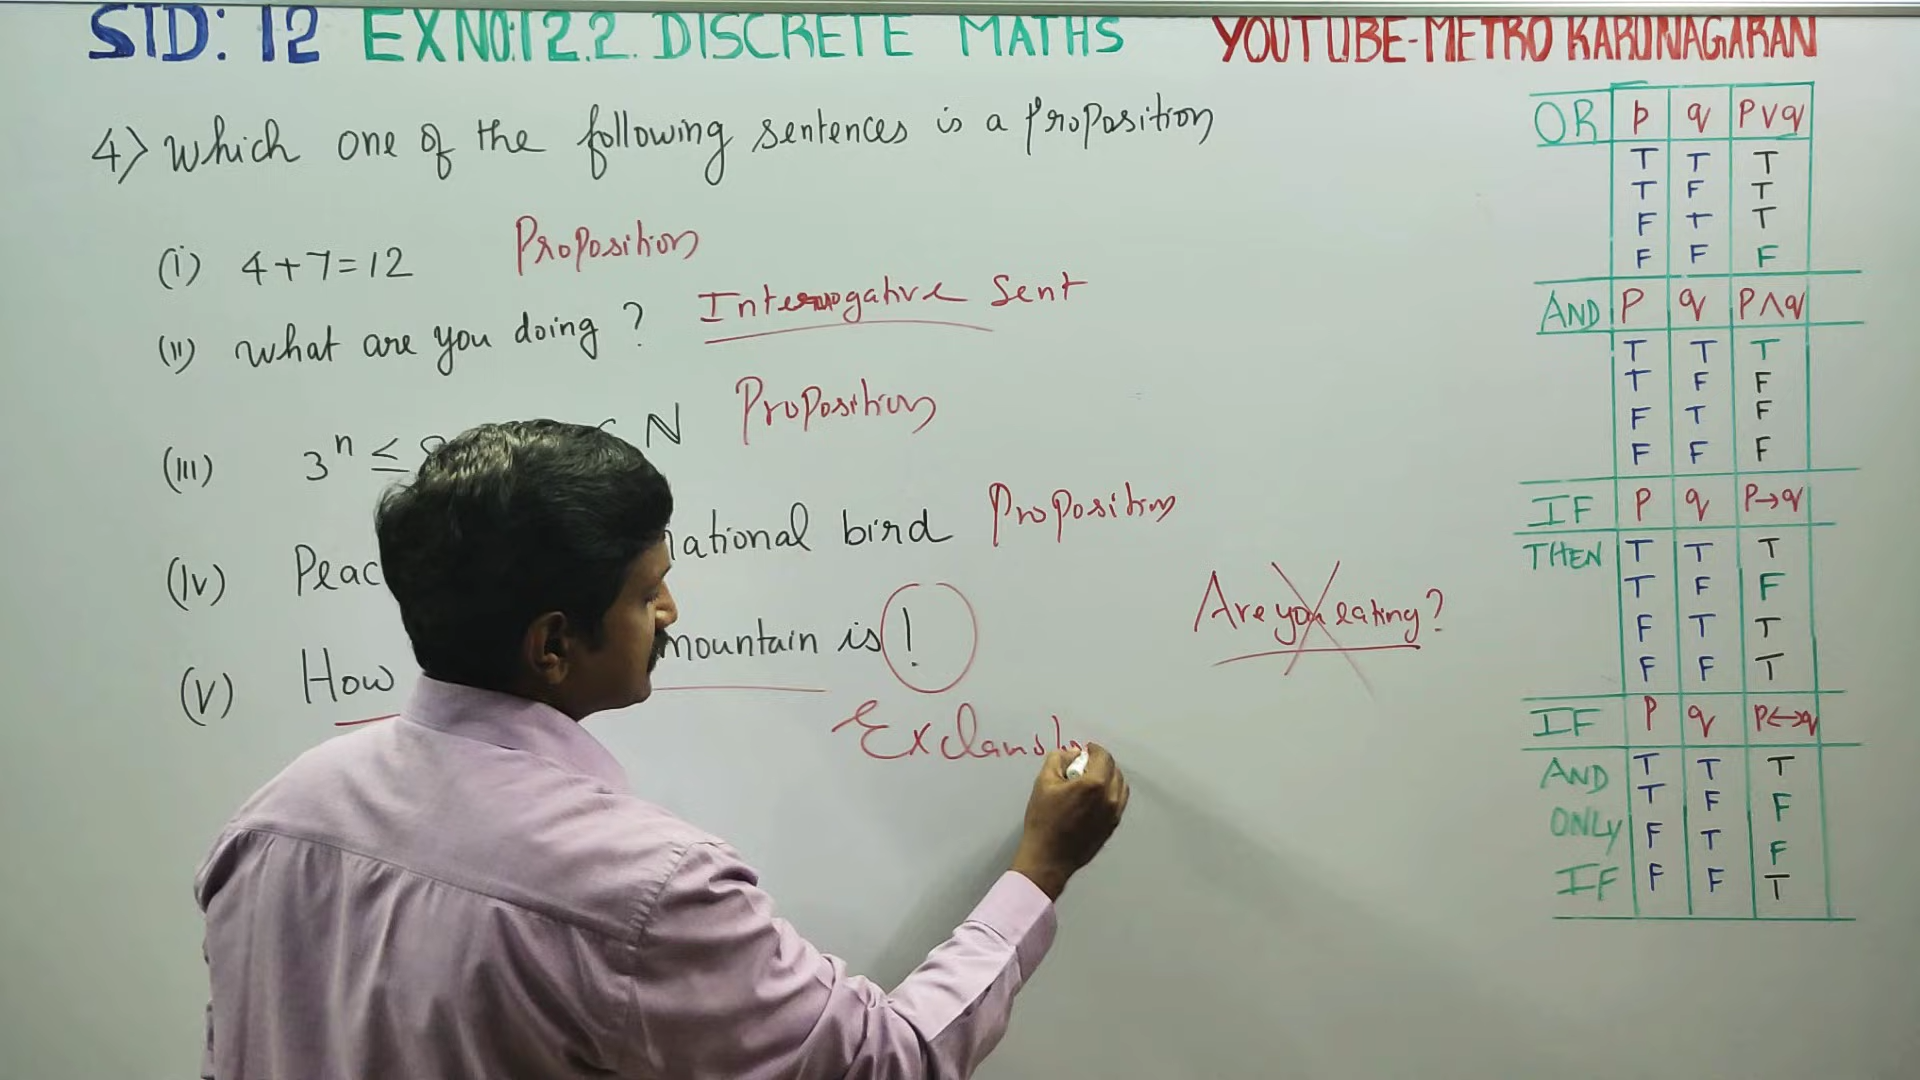 STD: 12 EX NO:12.2. DISCRETE MATHS YOUTUBE-METRO KARUNAGARAN
4) which one of the following sentences is a Proposition
(i) 4+7=12 Proposition
(ii) what are you doing ? Interrogative Sent
(iii) 3ⁿ ≤ N Proposition
(iv) national bird Proposition
(v) How mountain is !
Are you eating?
OR p q p∨q
T T T
T F T
F T T
F F F
AND p q p∧q
T T T
T F F
F T F
F F F
IF p q p→q
THEN T T T
T F F
F T T
F F T
IF p q p↔q
AND T T T
T F F
ONLY F T F
IF F F T